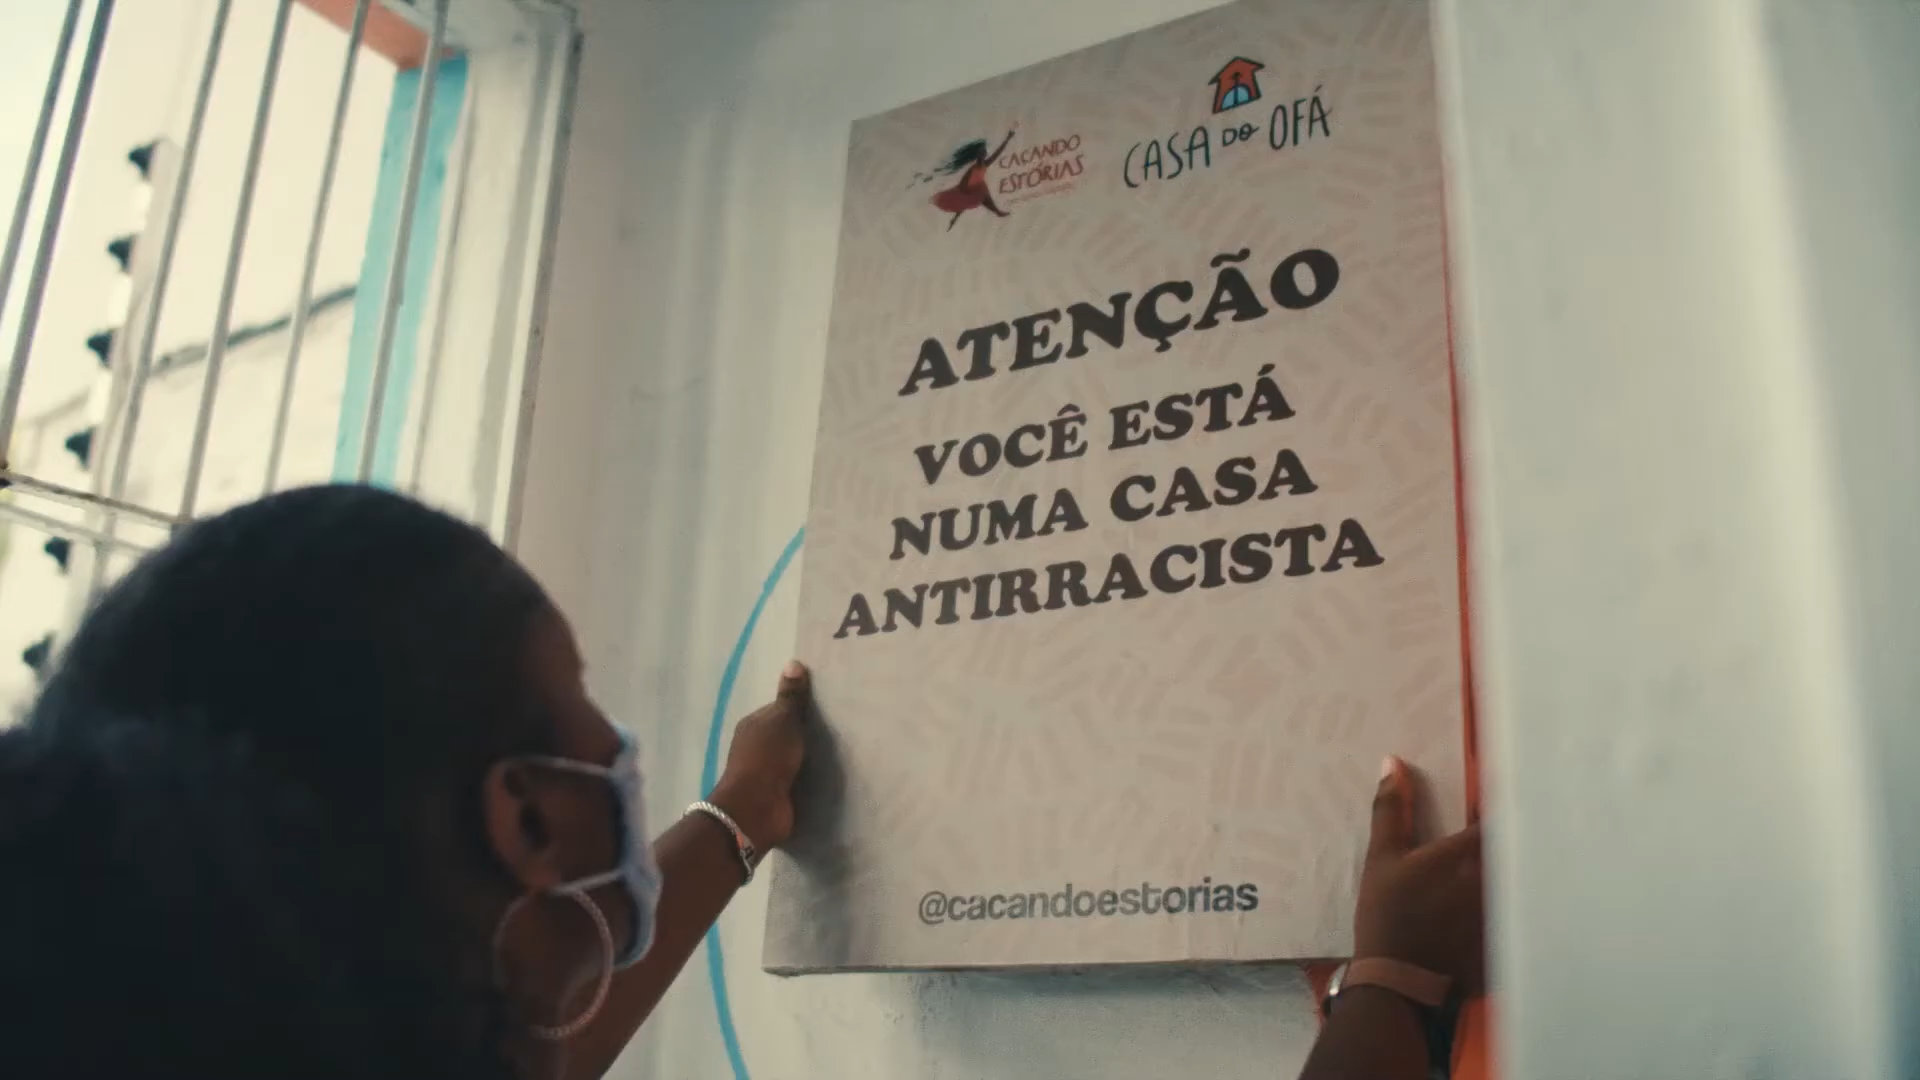 CAÇANDO
ESTÓRIAS
CASA DO OFÁ
ATENÇÃO
VOCÊ ESTÁ
NUMA CASA
ANTIRRACISTA
@cacandoestorias